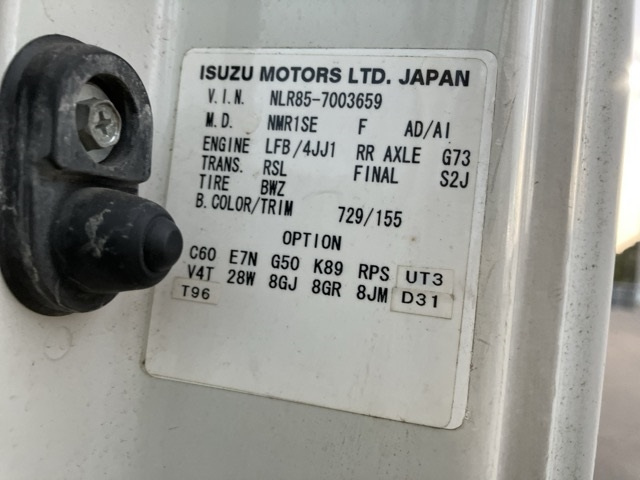 ISUZU MOTORS LTD. JAPAN
V.I.N. NLR85-7003659
M.D. NMR1SE F AD/AI
ENGINE LFB/4JJ1 RR AXLE G73
TRANS. RSL FINAL S2J
TIRE BWZ
B.COLOR/TRIM 729/155
OPTION
C60 E7N G50 K89 RPS UT3
V4T 28W 8GJ 8GR 8JM D31
T96